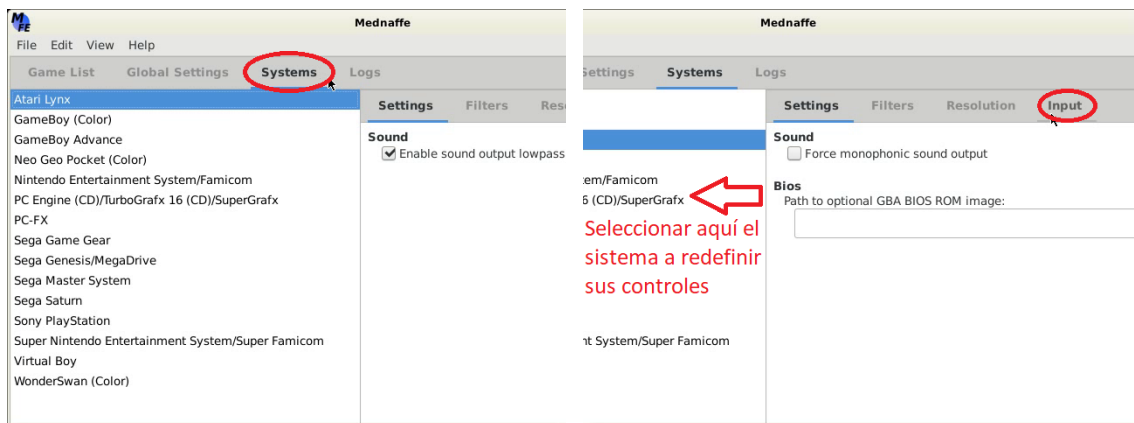 MFE
Mednaffe
File Edit View Help
Game List Global Settings Systems Logs
Atari Lynx
GameBoy (Color)
GameBoy Advance
Neo Geo Pocket (Color)
Nintendo Entertainment System/Famicom
PC Engine (CD)/TurboGrafx 16 (CD)/SuperGrafx
PC-FX
Sega Game Gear
Sega Genesis/MegaDrive
Sega Master System
Sega Saturn
Sony PlayStation
Super Nintendo Entertainment System/Super Famicom
Virtual Boy
WonderSwan (Color)
Settings Filters Res
Sound
Enable sound output lowpass
Mednaffe
Settings Systems Logs
em/Famicom
6 (CD)/SuperGrafx
Seleccionar aquí el
sistema a redefinir
sus controles
nt System/Super Famicom
Settings Filters Resolution Input
Sound
Force monophonic sound output
Bios
Path to optional GBA BIOS ROM image: